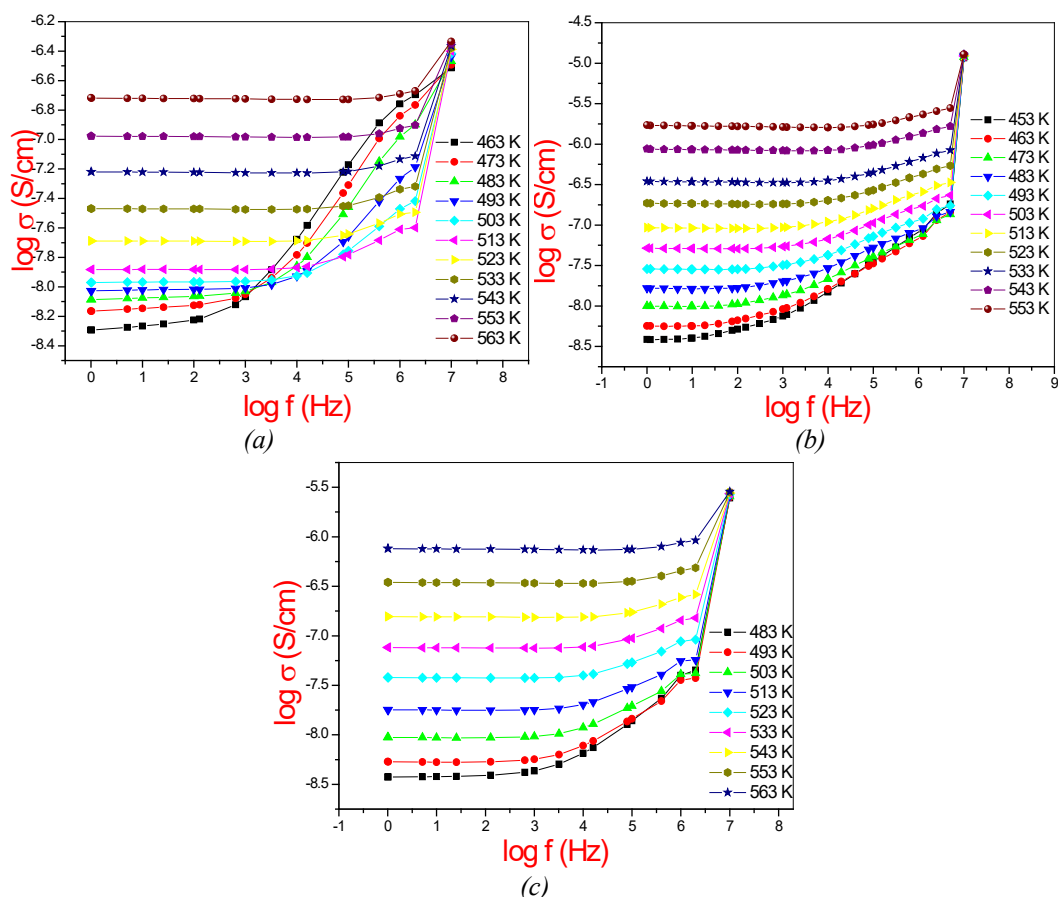 -6.2
-6.4
-6.6
-6.8
-7.0
-7.2
-7.4
-7.6
-7.8
-8.0
-8.2
-8.4
log σ (S/cm)
0 1 2 3 4 5 6 7 8
log f (Hz)
463 K
473 K
483 K
493 K
503 K
513 K
523 K
533 K
543 K
553 K
563 K
(a)
-4.5
-5.0
-5.5
-6.0
-6.5
-7.0
-7.5
-8.0
-8.5
log σ (S/cm)
-1 0 1 2 3 4 5 6 7 8 9
log f (Hz)
453 K
463 K
473 K
483 K
493 K
503 K
513 K
523 K
533 K
543 K
553 K
(b)
-5.5
-6.0
-6.5
-7.0
-7.5
-8.0
-8.5
log σ (S/cm)
-1 0 1 2 3 4 5 6 7 8
log f (Hz)
483 K
493 K
503 K
513 K
523 K
533 K
543 K
553 K
563 K
(c)